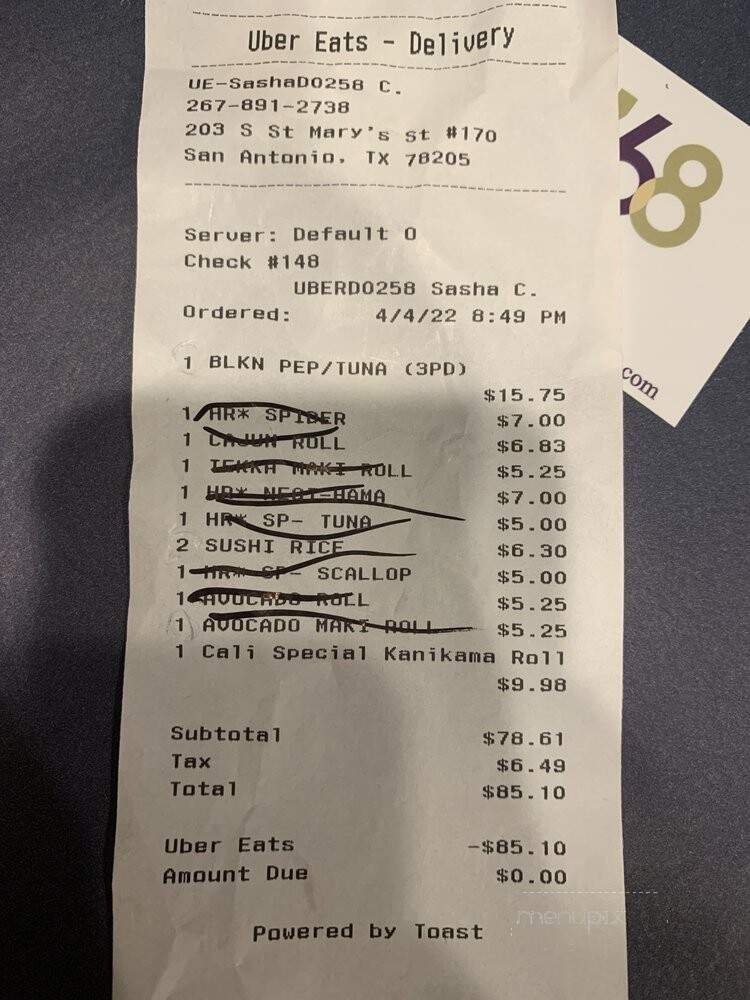 Uber Eats - Delivery
UE-SashaD0258 C.
267-891-2738
203 S St Mary's st #170
San Antonio, TX 78205
Server: Default O
Check #148
UBERD0258 Sasha C.
Ordered: 4/4/22 8:49 PM
1 BLKN PEP/TUNA (3PD)
$15.75
1 HR* SPIDER $7.00
1 CAJUN ROLL $6.83
1 TEKKA MAKI ROLL $5.25
1 HR* NEGI-HAMA $7.00
1 HR* SP- TUNA $5.00
2 SUSHI RICE $6.30
1 HR* SP- SCALLOP $5.00
1 AVOCADO ROLL $5.25
1 AVOCADO MAKI ROLL $5.25
1 Cali Special Kanikama Roll
$9.98
Subtotal $78.61
Tax $6.49
Total $85.10
Uber Eats -$85.10
Amount Due $0.00
Powered by Toast
68
com
menupix